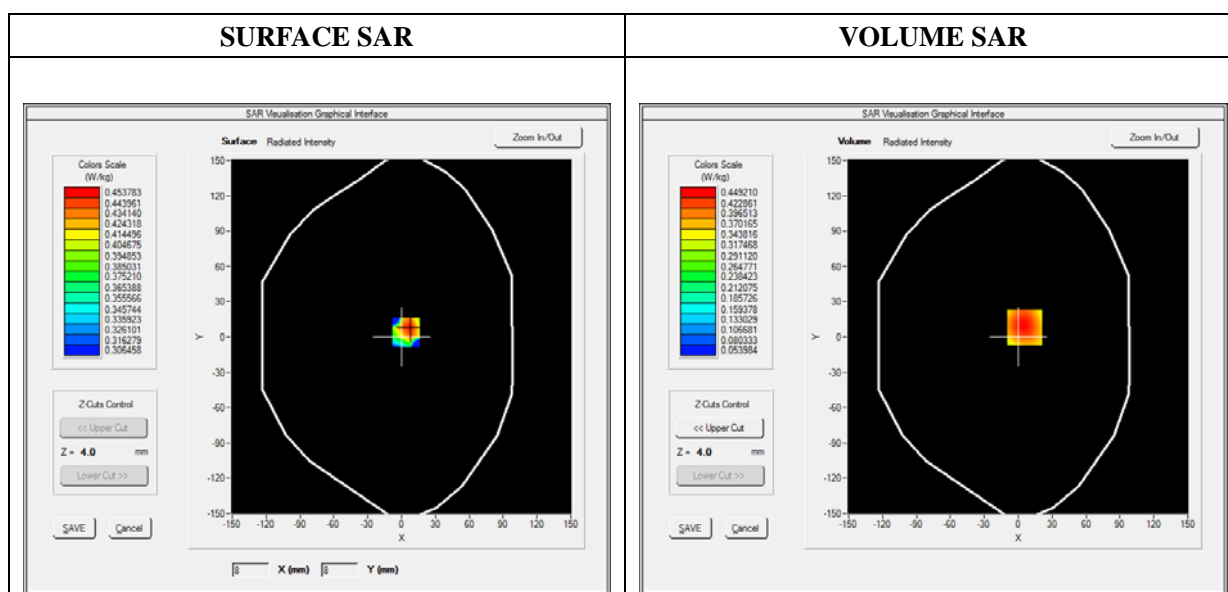 SURFACE SAR
VOLUME SAR
SAR Visualisation Graphical Interface
Surface Radiated Intensity
Zoom In/Out
Colors Scale
(W/kg)
0.453783
0.443961
0.434140
0.424318
0.414496
0.404675
0.394853
0.385031
0.375210
0.365388
0.355566
0.345744
0.335923
0.326101
0.316279
0.306458
Z-Cuts Control
<< Upper Cut
Z = 4.0 mm
Lower Cut >>
SAVE Cancel
150
120
90
60
30
0
-30
-60
-90
-120
-150
Y
-150 -120 -90 -60 -30 0 30 60 90 120 150
X
8 X (mm) 8 Y (mm)
SAR Visualisation Graphical Interface
Volume Radiated Intensity
Zoom In/Out
Colors Scale
(W/kg)
0.449210
0.422861
0.396513
0.370165
0.343816
0.317468
0.291120
0.264771
0.238423
0.212075
0.185726
0.159378
0.133029
0.106681
0.080333
0.053984
Z-Cuts Control
<< Upper Cut
Z = 4.0 mm
Lower Cut >>
SAVE Cancel
150
120
90
60
30
0
-30
-60
-90
-120
-150
Y
-150 -120 -90 -60 -30 0 30 60 90 120 150
X